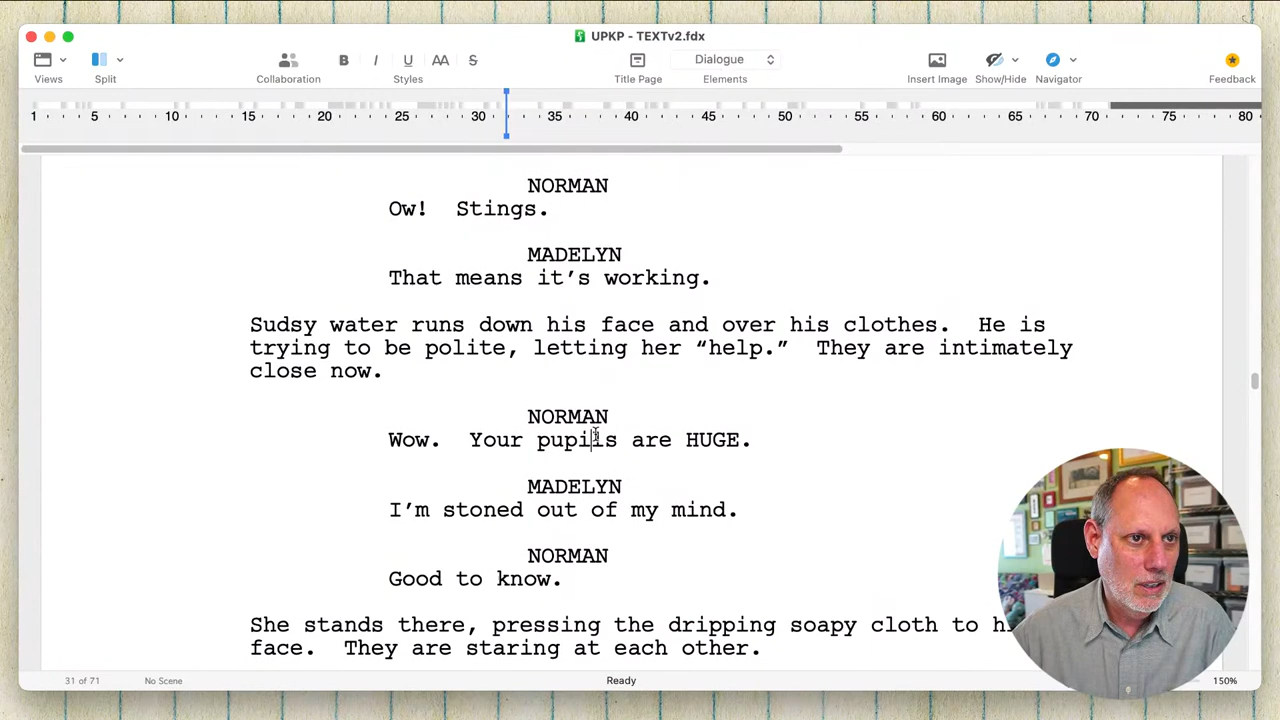 UPKP - TEXTv2.fdx
Views Split Collaboration B I U AA S Styles Title Page Dialogue Elements Insert Image Show/Hide Navigator Feedback
1 5 10 15 20 25 30 35 40 45 50 55 60 65 70 75 80
NORMAN
Ow!  Stings.
MADELYN
That means it’s working.
Sudsy water runs down his face and over his clothes.  He is
trying to be polite, letting her “help.”  They are intimately
close now.
NORMAN
Wow.  Your pupils are HUGE.
MADELYN
I’m stoned out of my mind.
NORMAN
Good to know.
She stands there, pressing the dripping soapy cloth to
face.  They are staring at each other.
31 of 71 No Scene Ready 150%